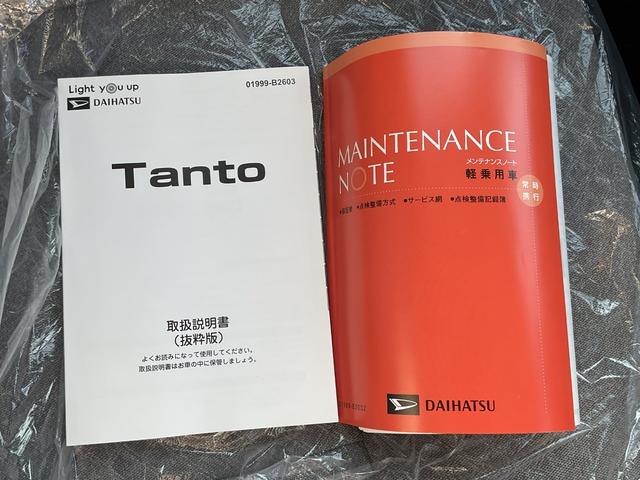 Light you up
DAIHATSU
01999-B2603
Tanto
取扱説明書
（抜粋版）
よくお読みになって使用してください。
取扱説明書はお車の中に保管しましょう。
MAINTENANCE
NOTE
メンテナンスノート
軽乗用車
常時
携行
●点検整備方式 ●サービス網 ●点検整備記録簿
DAIHATSU